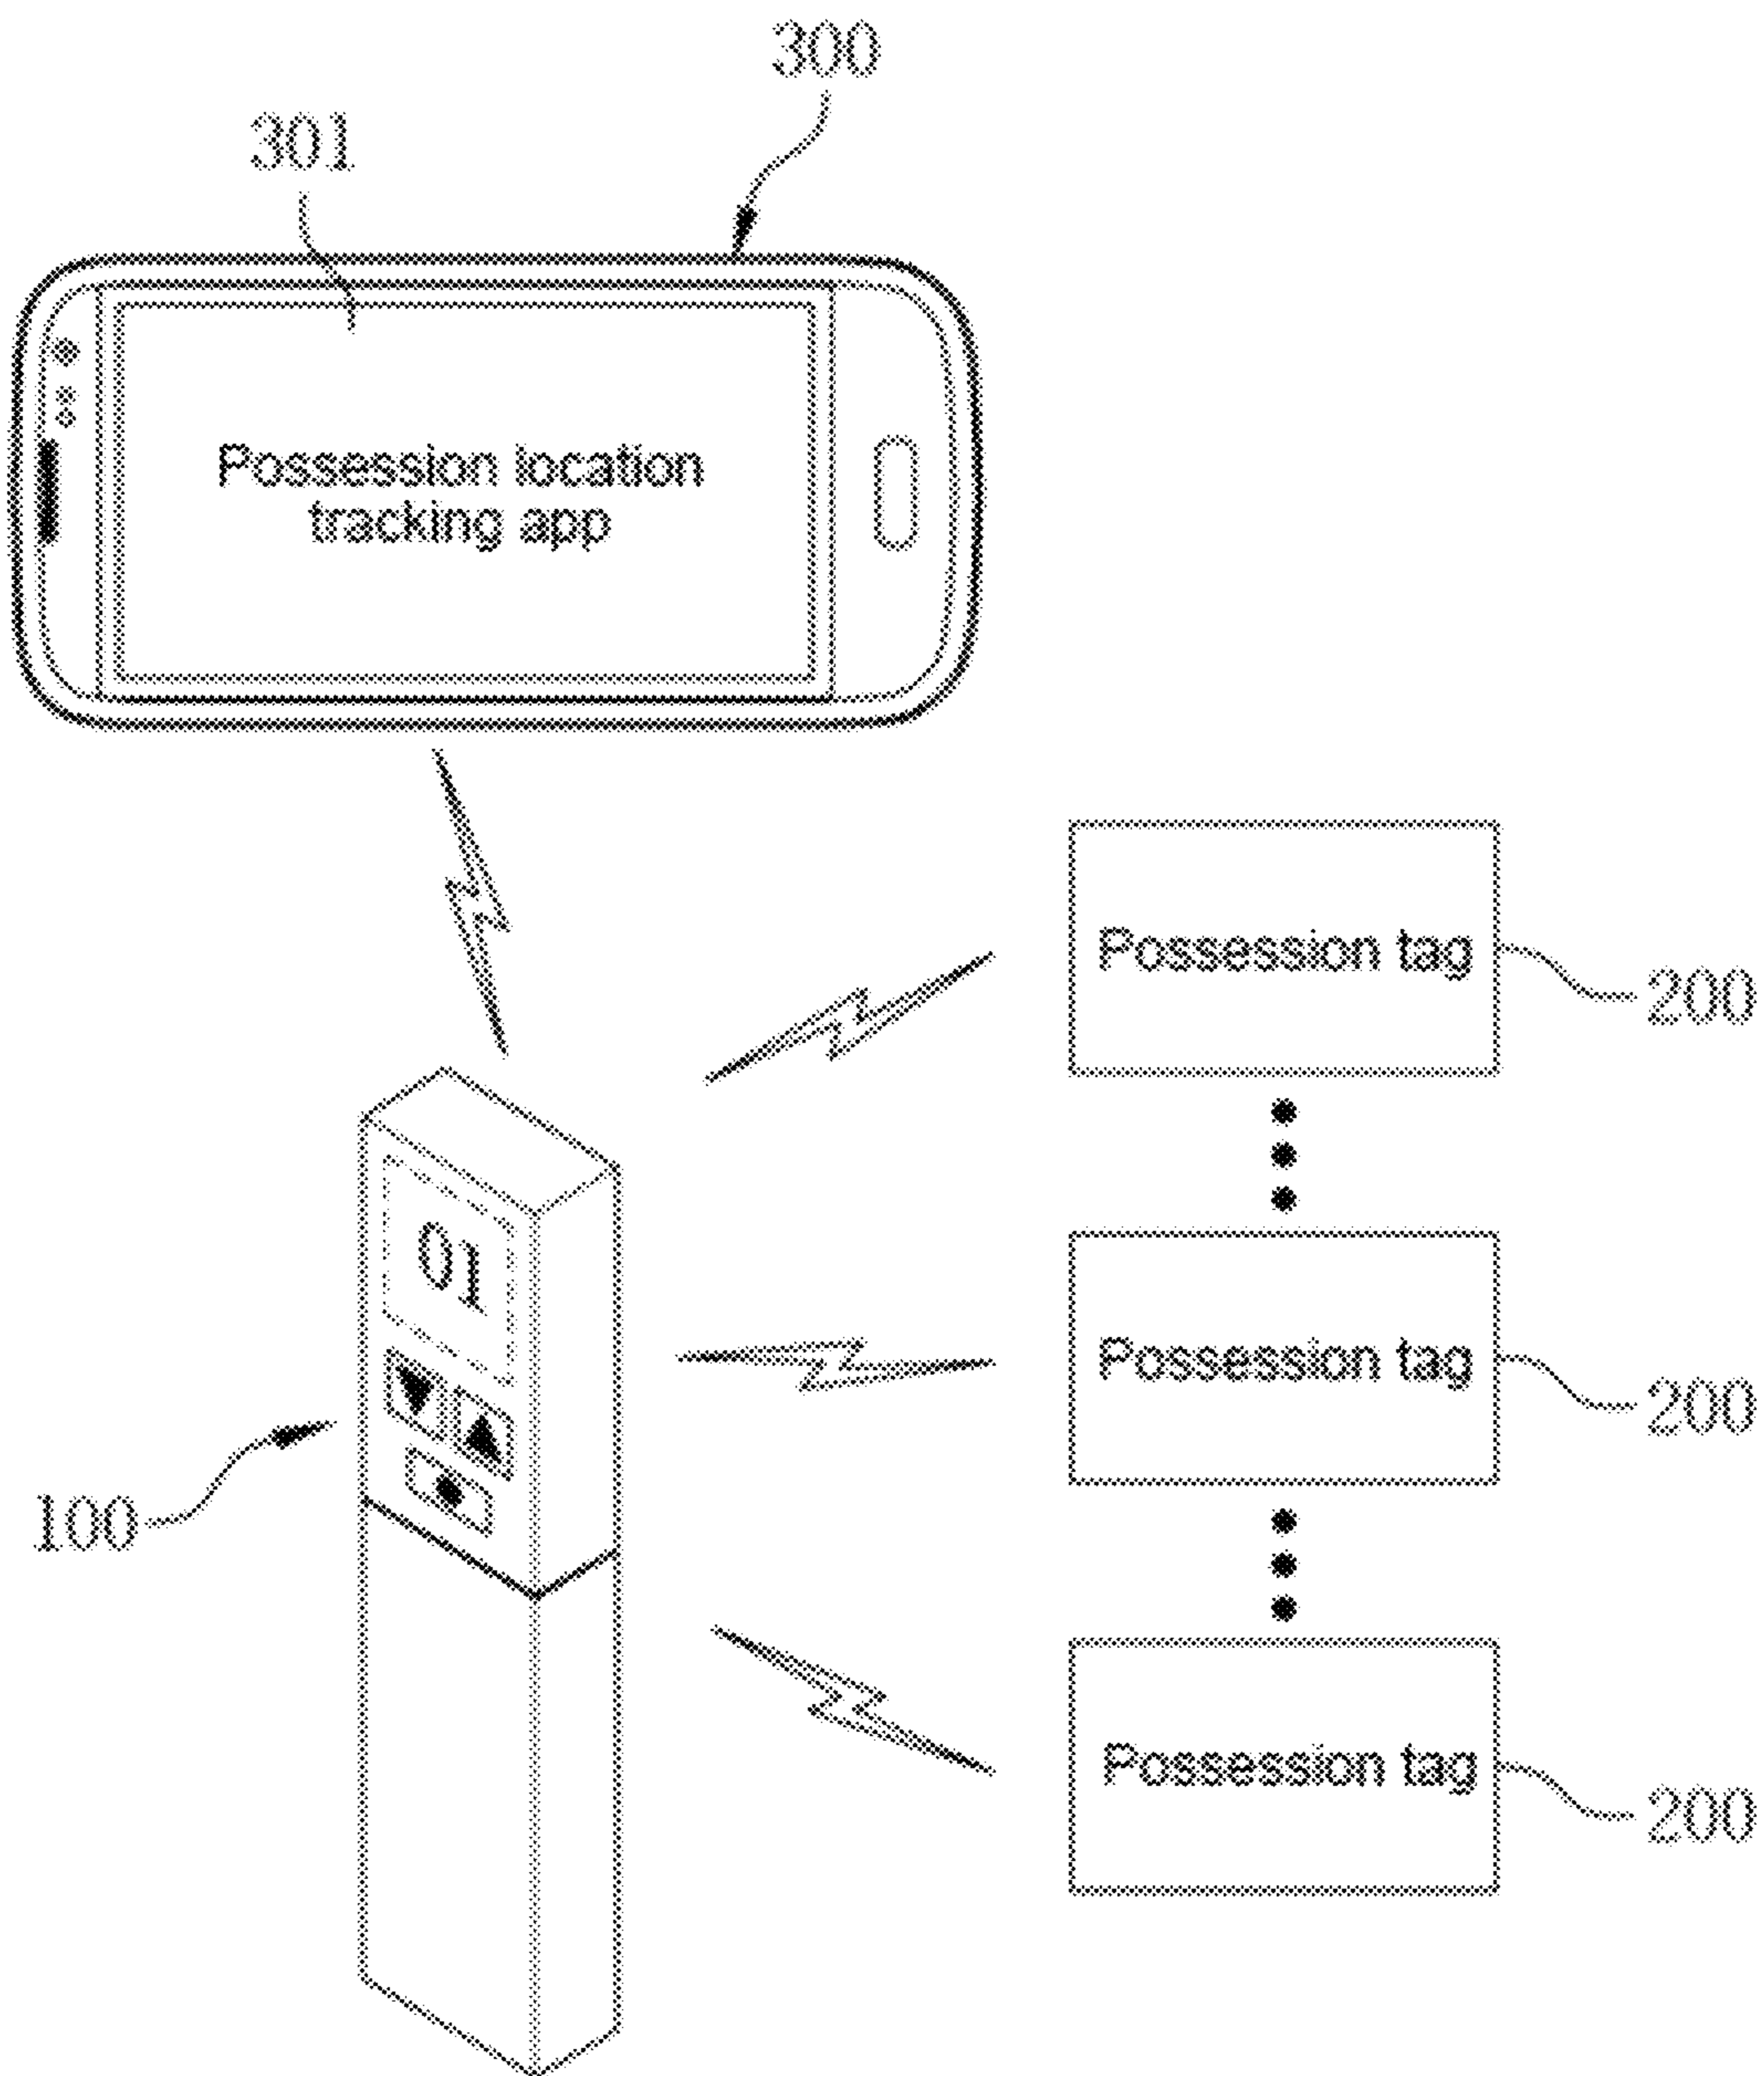 300
301
Possession location
tracking app
Possession tag
200
01
Possession tag
200
100
Possession tag
200